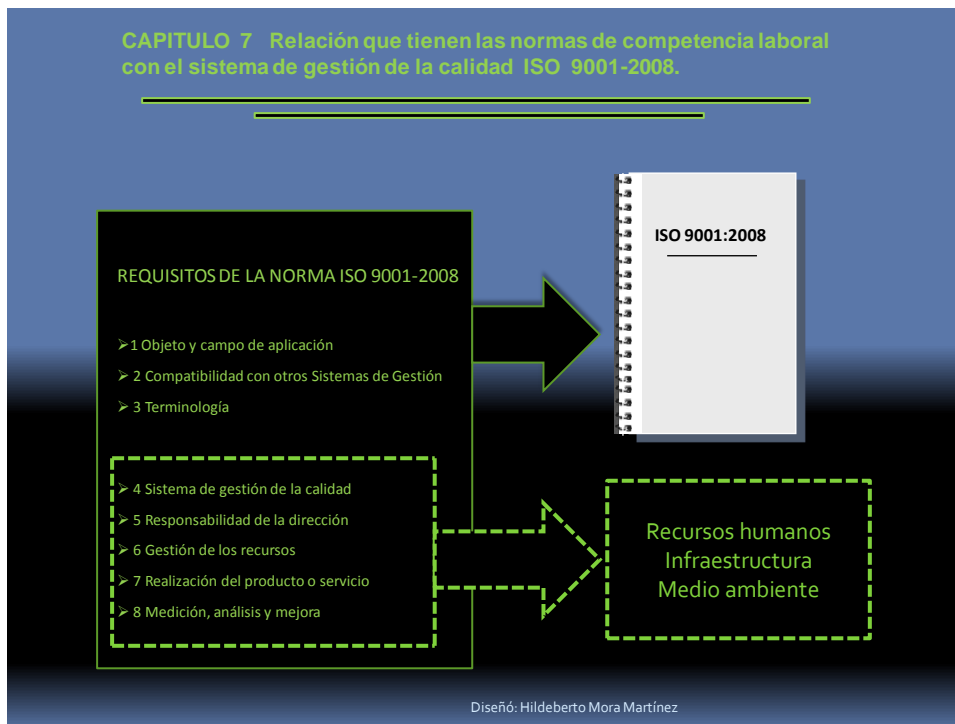 CAPITULO 7 Relación que tienen las normas de competencia laboral
con el sistema de gestión de la calidad ISO 9001-2008.
REQUISITOS DE LA NORMA ISO 9001-2008
➢1 Objeto y campo de aplicación
➢ 2 Compatibilidad con otros Sistemas de Gestión
➢ 3 Terminología
➢ 4 Sistema de gestión de la calidad
➢ 5 Responsabilidad de la dirección
➢ 6 Gestión de los recursos
➢ 7 Realización del producto o servicio
➢ 8 Medición, análisis y mejora
ISO 9001:2008
Recursos humanos
Infraestructura
Medio ambiente
Diseñó: Hildeberto Mora Martínez